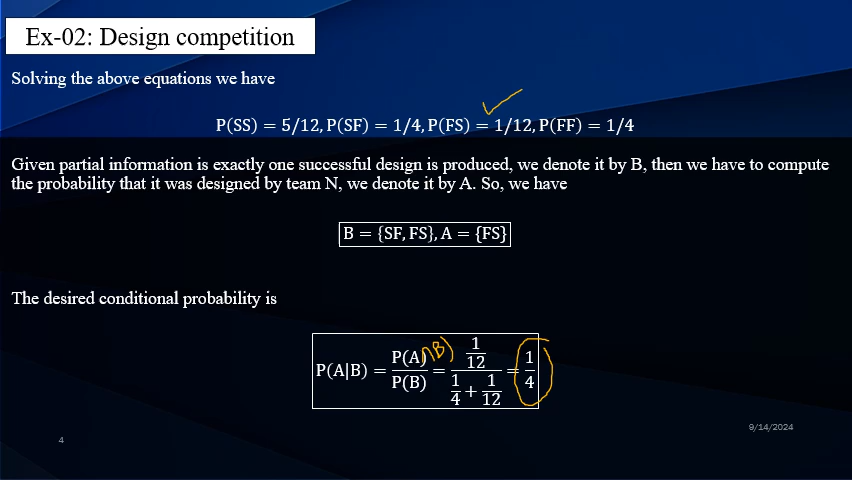 Ex-02: Design competition
Solving the above equations we have
P(SS) = 5/12, P(SF) = 1/4, P(FS) = 1/12, P(FF) = 1/4
Given partial information is exactly one successful design is produced, we denote it by B, then we have to compute
the probability that it was designed by team N, we denote it by A. So, we have
B = {SF, FS}, A = {FS}
The desired conditional probability is
P(A|B) = P(A∩B)/P(B) = (1/12)/(1/4 + 1/12) = 1/4
9/14/2024
4